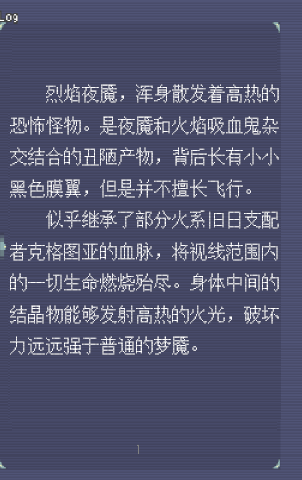 _09
烈焰夜魇，浑身散发着高热的
恐怖怪物。是夜魇和火焰吸血鬼杂
交结合的丑陋产物，背后长有小小
黑色膜翼，但是并不擅长飞行。
似乎继承了部分火系旧日支配
者克格图亚的血脉，将视线范围内
的一切生命燃烧殆尽。身体中间的
结晶物能够发射高热的火光，破坏
力远远强于普通的梦魇。
1